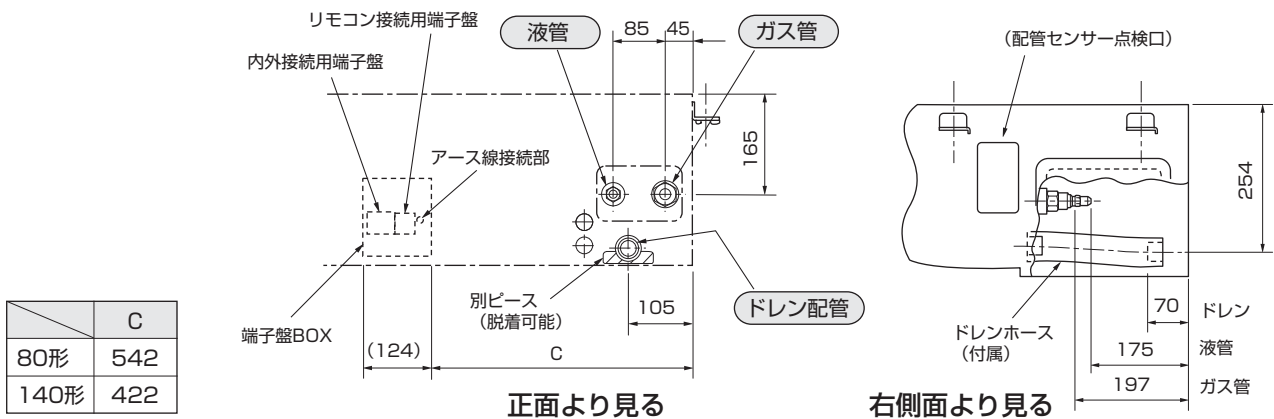 リモコン接続用端子盤
内外接続用端子盤
アース線接続部
液管
85
45
ガス管
165
別ピース
(脱着可能)
105
ドレン配管
端子盤BOX
(124)
C
正面より見る
(配管センサー点検口)
254
ドレンホース
(付属)
70 ドレン
175 液管
197 ガス管
右側面より見る
C
80形 542
140形 422